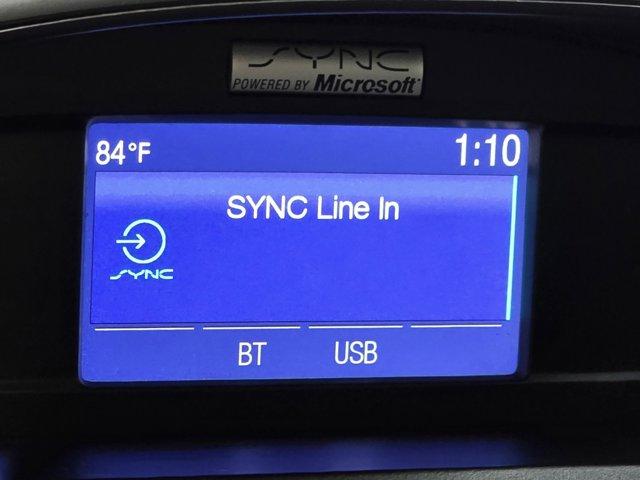 SYNC
POWERED BY Microsoft
84°F 1:10
SYNC Line In
SYNC
BT USB